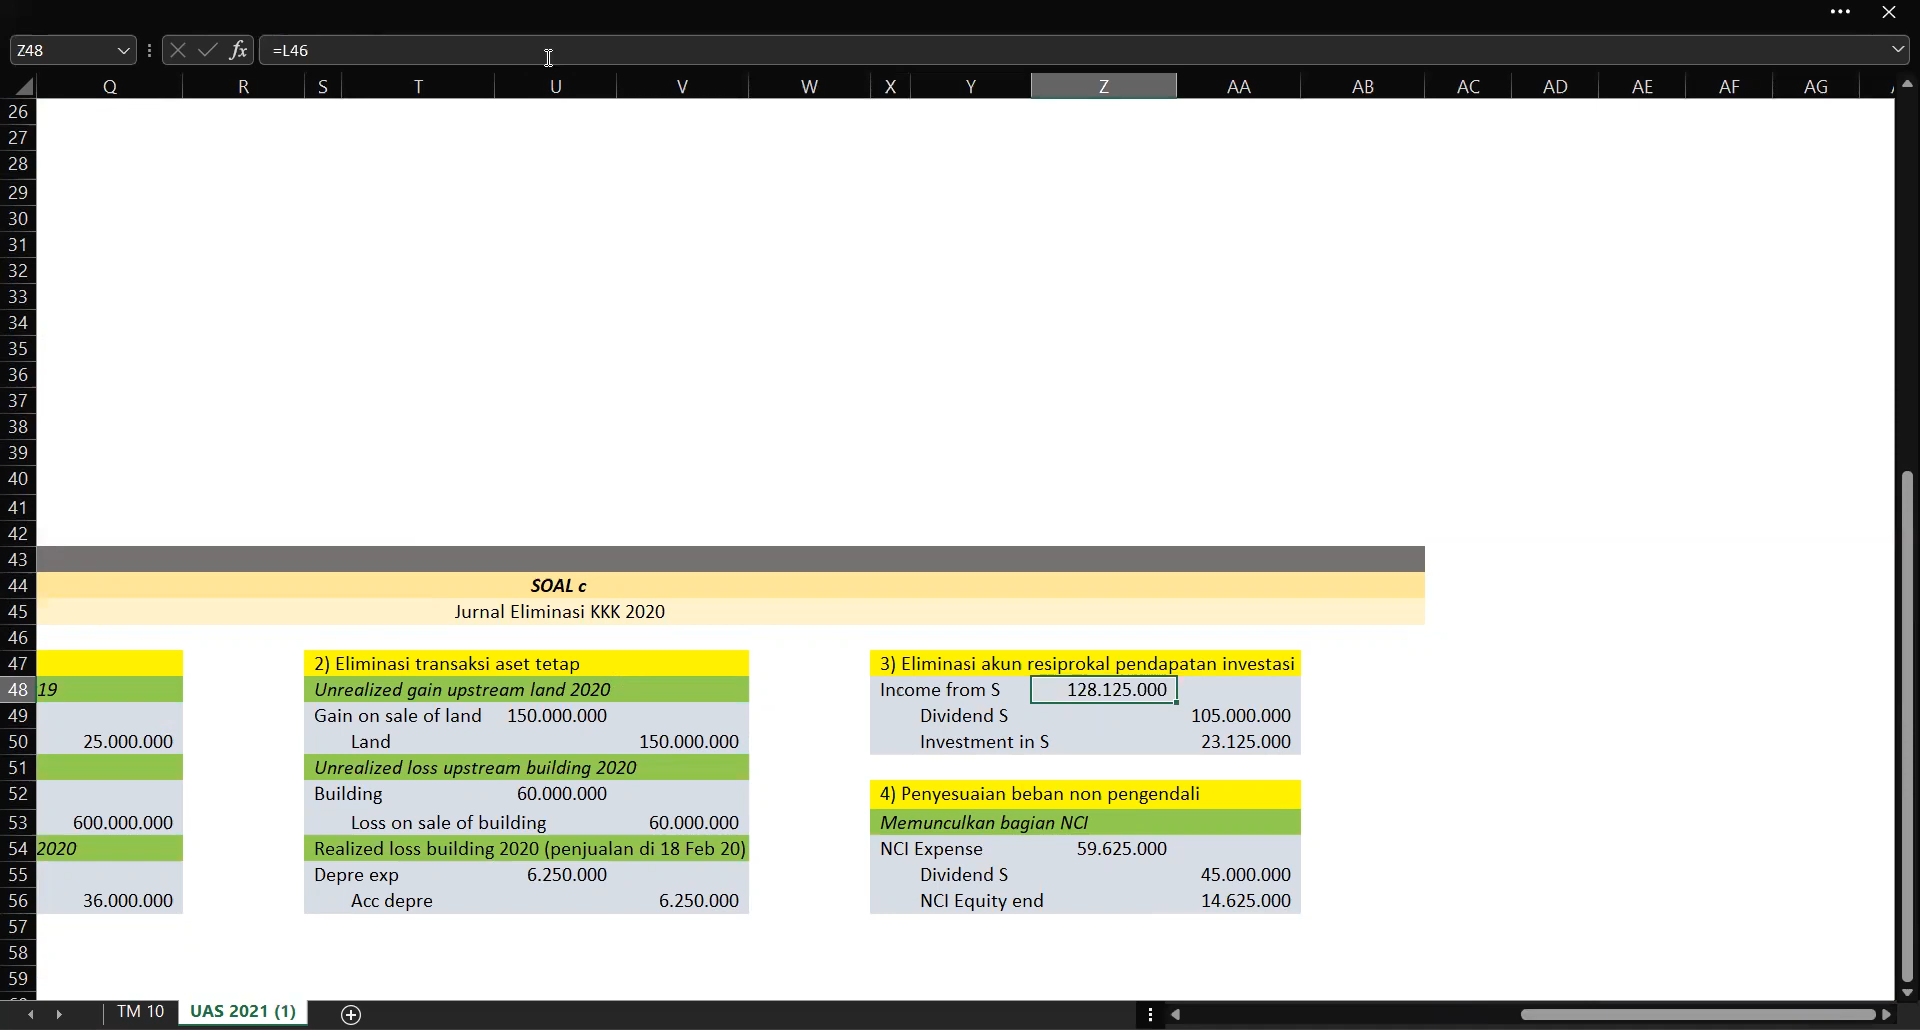 Z48
fx
=L46
Q R S T U V W X Y Z AA AB AC AD AE AF AG
26
27
28
29
30
31
32
33
34
35
36
37
38
39
40
41
42
43
44 SOAL c
45 Jurnal Eliminasi KKK 2020
46
47 2) Eliminasi transaksi aset tetap 3) Eliminasi akun resiprokal pendapatan investasi
48 19 Unrealized gain upstream land 2020 Income from S 128.125.000
49 Gain on sale of land 150.000.000 Dividend S 105.000.000
50 25.000.000 Land 150.000.000 Investment in S 23.125.000
51 Unrealized loss upstream building 2020
52 Building 60.000.000 4) Penyesuaian beban non pengendali
53 600.000.000 Loss on sale of building 60.000.000 Memunculkan bagian NCI
54 2020 Realized loss building 2020 (penjualan di 18 Feb 20) NCI Expense 59.625.000
55 Depre exp 6.250.000 Dividend S 45.000.000
56 36.000.000 Acc depre 6.250.000 NCI Equity end 14.625.000
57
58
59
TM 10 UAS 2021 (1)